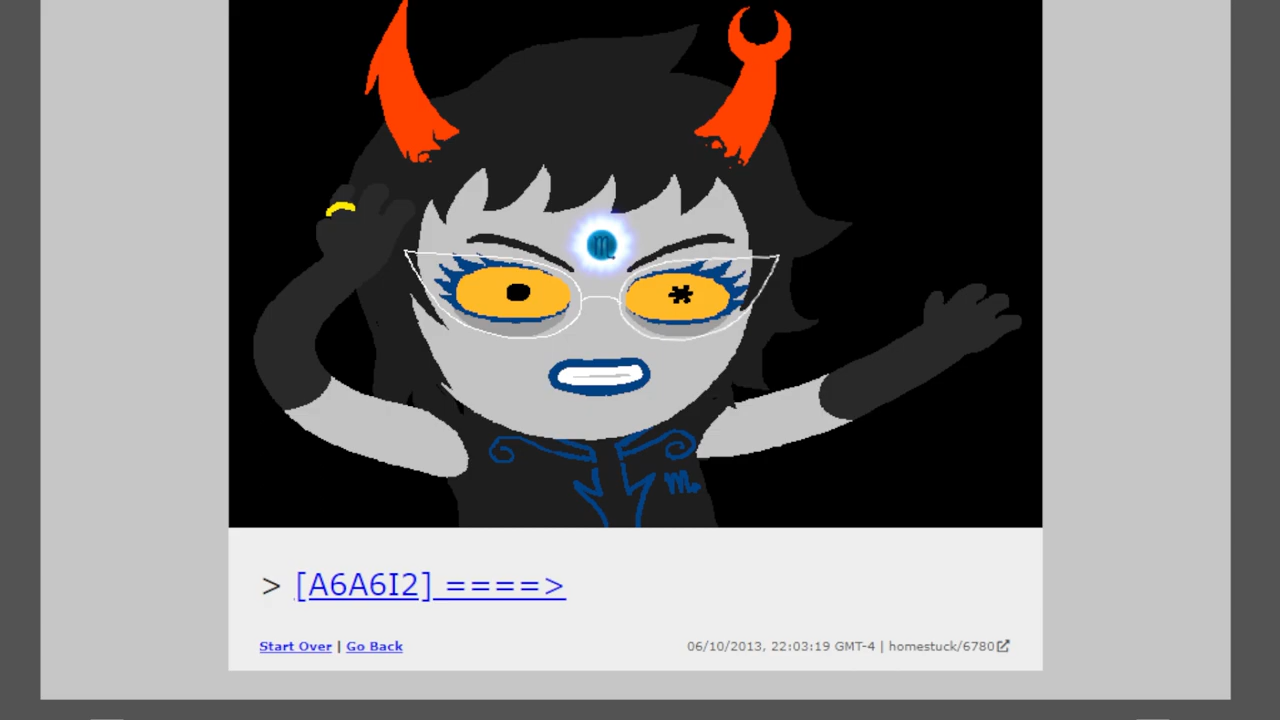 > [A6A6I2] ====>
Start Over | Go Back
06/10/2013, 22:03:19 GMT-4 | homestuck/6780